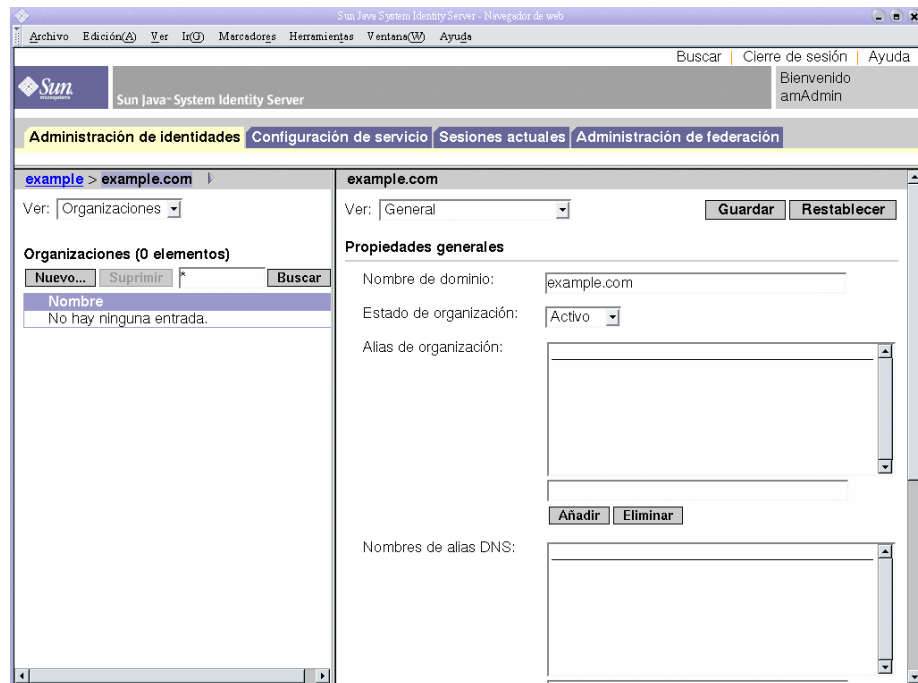 Sun Java System Identity Server - Navegador de web
Archivo Edición(A) Ver Ir(G) Marcadores Herramientas Ventana(W) Ayuda
Buscar | Cierre de sesión | Ayuda
Sun
microsystems
Sun Java™ System Identity Server
Bienvenido
amAdmin
Administración de identidades Configuración de servicio Sesiones actuales Administración de federación
example > example.com
Ver: Organizaciones
Organizaciones (0 elementos)
Nuevo... Suprimir * Buscar
Nombre
No hay ninguna entrada.
example.com
Ver: General Guardar Restablecer
Propiedades generales
Nombre de dominio: example.com
Estado de organización: Activo
Alias de organización:
Añadir Eliminar
Nombres de alias DNS: